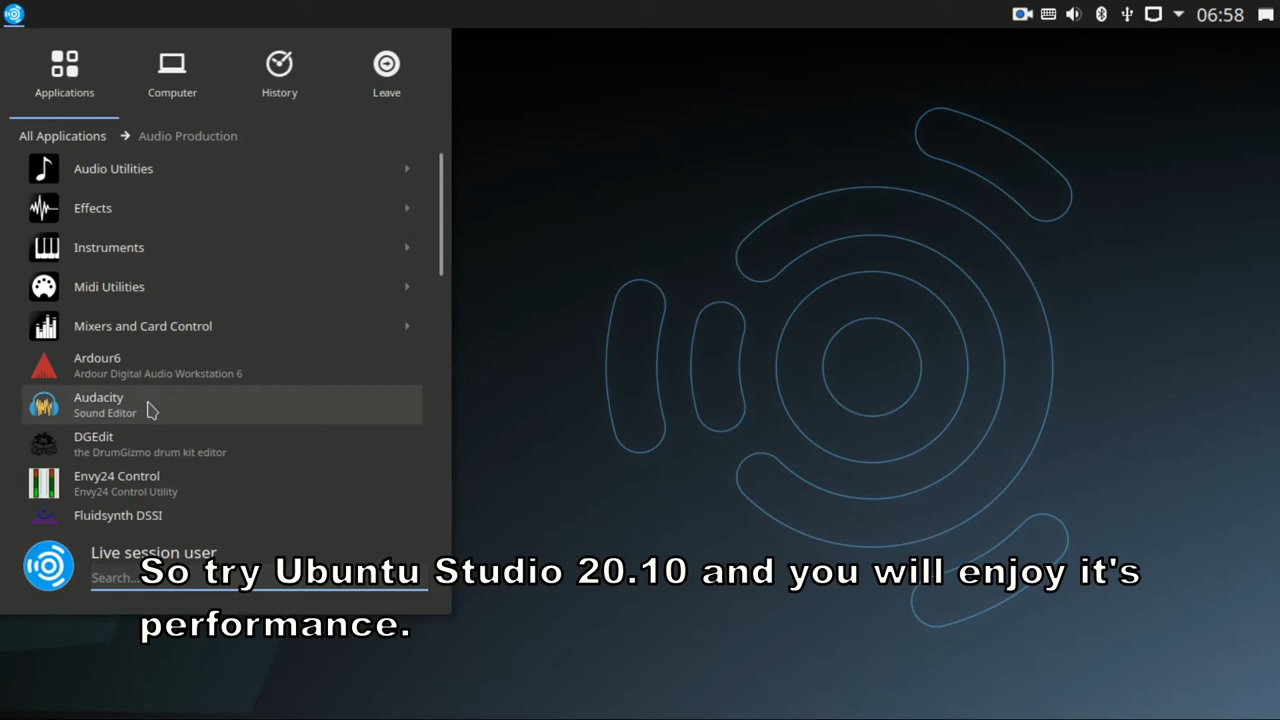 06:58
Applications
Computer
History
Leave
All Applications
Audio Production
Audio Utilities
Effects
Instruments
Midi Utilities
Mixers and Card Control
Ardour6
Ardour Digital Audio Workstation 6
Audacity
Sound Editor
DGEdit
the DrumGizmo drum kit editor
Envy24 Control
Envy24 Control Utility
Fluidsynth DSSI
Live session user
Search...
So try Ubuntu Studio 20.10 and you will enjoy it's
performance.